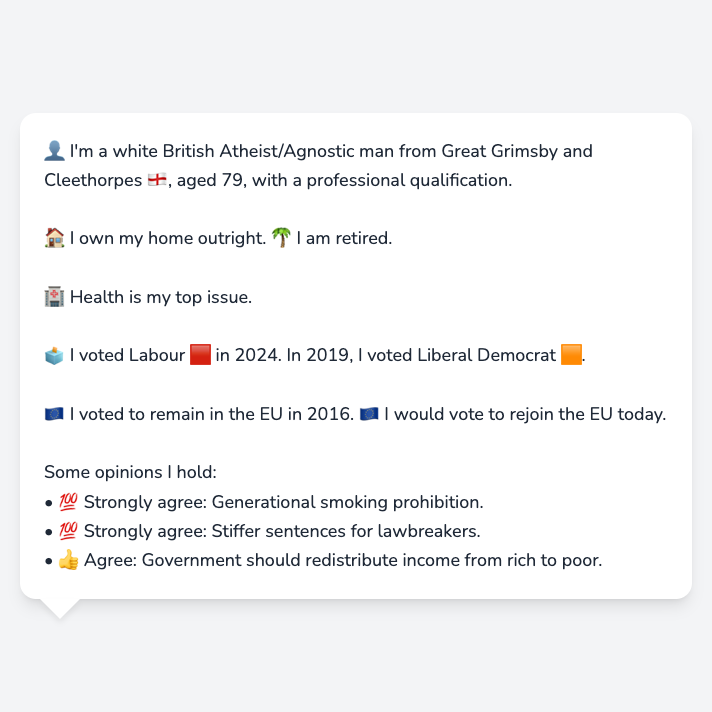 👤 I'm a white British Atheist/Agnostic man from Great Grimsby and
Cleethorpes 🏴󠁧󠁢󠁥󠁮󠁧󠁿, aged 79, with a professional qualification.
🏠 I own my home outright. 🌴 I am retired.
🏥 Health is my top issue.
🗳️ I voted Labour 🟥 in 2024. In 2019, I voted Liberal Democrat 🟧.
🇪🇺 I voted to remain in the EU in 2016. 🇪🇺 I would vote to rejoin the EU today.
Some opinions I hold:
• 💯 Strongly agree: Generational smoking prohibition.
• 💯 Strongly agree: Stiffer sentences for lawbreakers.
• 👍 Agree: Government should redistribute income from rich to poor.